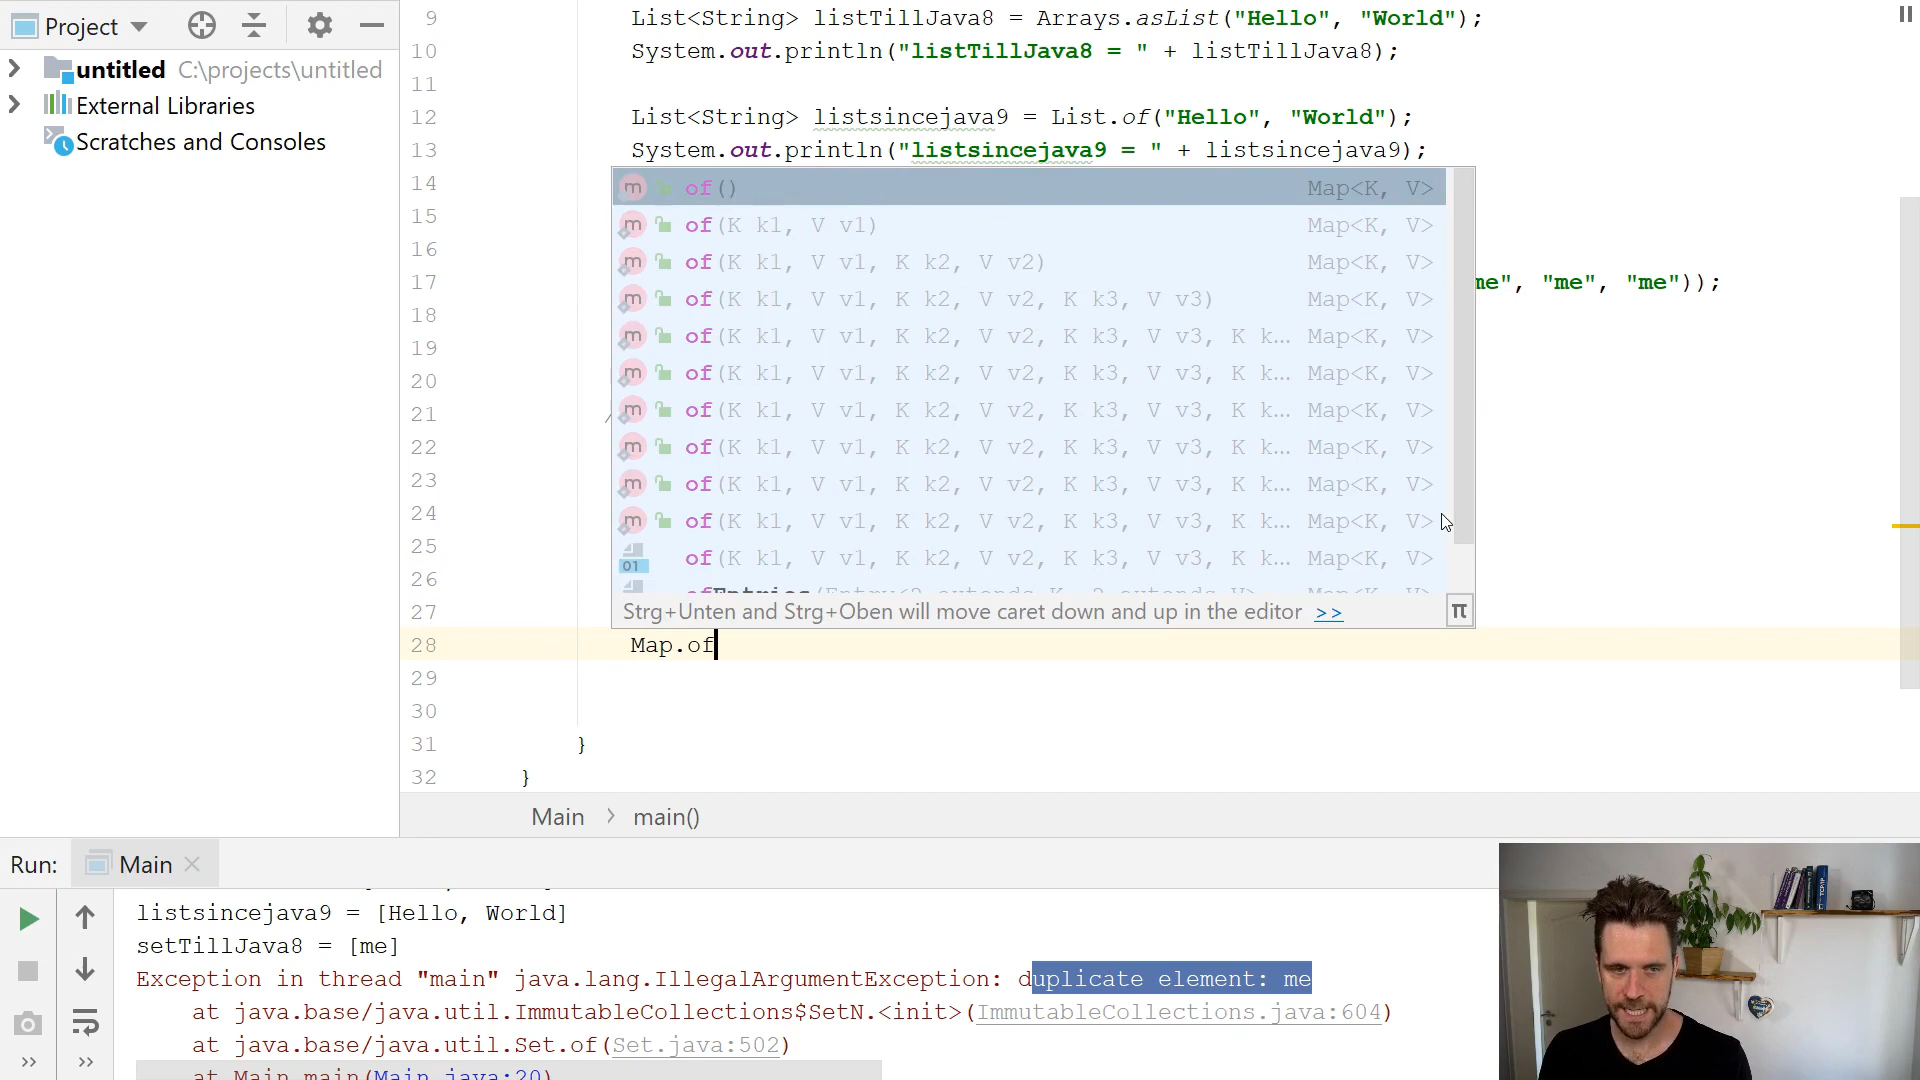 Project
untitled C:\projects\untitled
External Libraries
Scratches and Consoles
9 List<String> listTillJava8 = Arrays.asList("Hello", "World");
10 System.out.println("listTillJava8 = " + listTillJava8);
11
12 List<String> listsincejava9 = List.of("Hello", "World");
13 System.out.println("listsincejava9 = " + listsincejava9);
14
15
16
17 me", "me", "me"));
18
19
20
21 /
22
23
24
25
26
27
of() Map<K, V>
of(K k1, V v1) Map<K, V>
of(K k1, V v1, K k2, V v2) Map<K, V>
of(K k1, V v1, K k2, V v2, K k3, V v3) Map<K, V>
of(K k1, V v1, K k2, V v2, K k3, V v3, K k… Map<K, V>
of(K k1, V v1, K k2, V v2, K k3, V v3, K k… Map<K, V>
of(K k1, V v1, K k2, V v2, K k3, V v3, K k… Map<K, V>
of(K k1, V v1, K k2, V v2, K k3, V v3, K k… Map<K, V>
of(K k1, V v1, K k2, V v2, K k3, V v3, K k… Map<K, V>
of(K k1, V v1, K k2, V v2, K k3, V v3, K k… Map<K, V>
01 of(K k1, V v1, K k2, V v2, K k3, V v3, K k… Map<K, V>
ofEntries(Entry<? extends K, ? extends V> Map<K, V>
Strg+Unten and Strg+Oben will move caret down and up in the editor >> π
28 Map.of
29
30
31 }
32 }
Main > main()
Run: Main
listsincejava9 = [Hello, World]
setTillJava8 = [me]
Exception in thread "main" java.lang.IllegalArgumentException: duplicate element: me
at java.base/java.util.ImmutableCollections$SetN.<init>(ImmutableCollections.java:604)
at java.base/java.util.Set.of(Set.java:502)
at Main.main(Main.java:20)